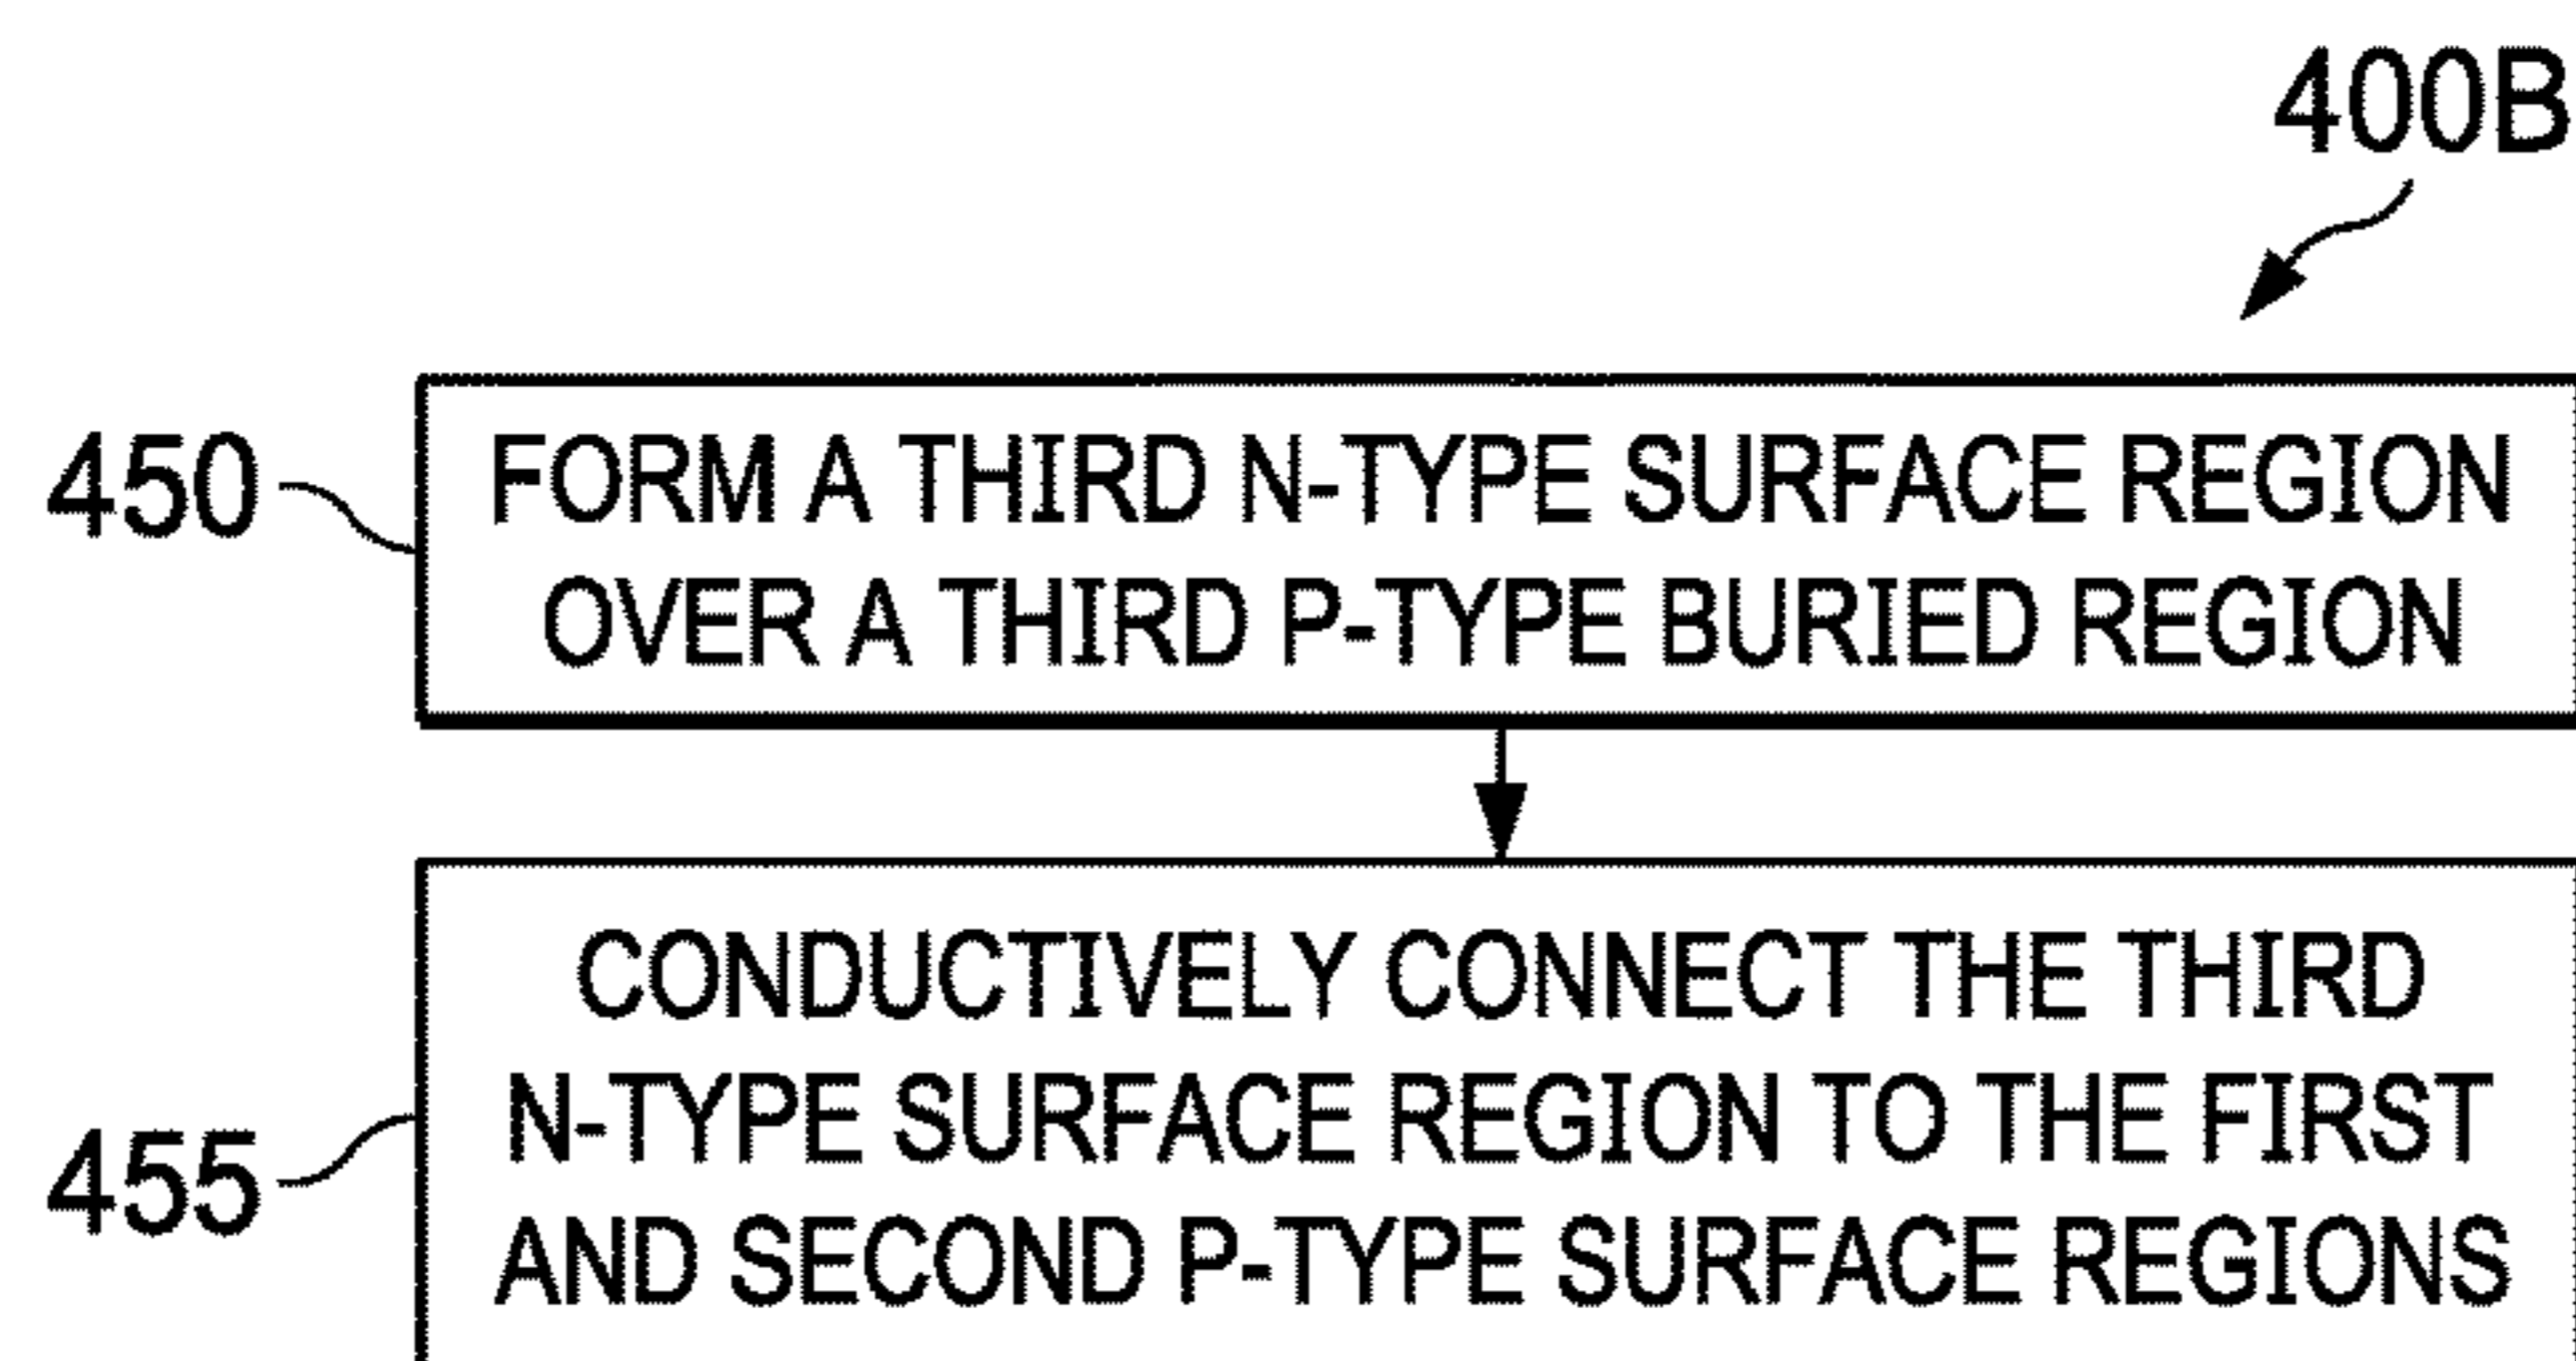 400B
450
FORM A THIRD N-TYPE SURFACE REGION
OVER A THIRD P-TYPE BURIED REGION
CONDUCTIVELY CONNECT THE THIRD
455
N-TYPE SURFACE REGION TO THE FIRST
AND SECOND P-TYPE SURFACE REGIONS